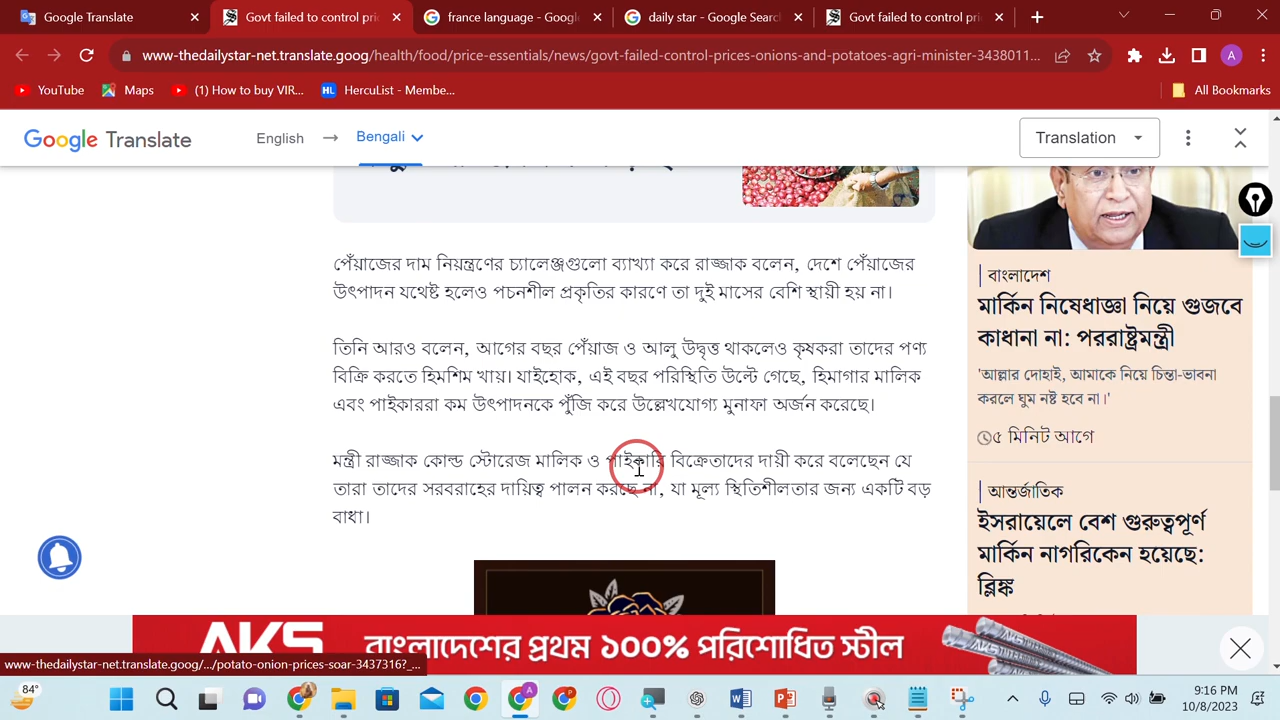 Google Translate
Govt failed to control pri
france language - Googl
daily star - Google Search
Govt failed to control pri
www-thedailystar-net.translate.goog/health/food/price-essentials/news/govt-failed-control-prices-onions-and-potatoes-agri-minister-3438011...
A
YouTube
Maps
(1) How to buy VIR...
HL HercuList - Membe...
All Bookmarks
Google Translate
English → Bengali
Translation
পেঁয়াজের দাম নিয়ন্ত্রণের চ্যালেঞ্জগুলো ব্যাখ্যা করে রাজ্জাক বলেন, দেশে পেঁয়াজের
উৎপাদন যথেষ্ট হলেও পচনশীল প্রকৃতির কারণে তা দুই মাসের বেশি স্থায়ী হয় না।
তিনি আরও বলেন, আগের বছর পেঁয়াজ ও আলু উদ্বৃত্ত থাকলেও কৃষকরা তাদের পণ্য
বিক্রি করতে হিমশিম খায়। যাইহোক, এই বছর পরিস্থিতি উল্টে গেছে, হিমাগার মালিক
এবং পাইকাররা কম উৎপাদনকে পুঁজি করে উল্লেখযোগ্য মুনাফা অর্জন করেছে।
মন্ত্রী রাজ্জাক কোল্ড স্টোরেজ মালিক ও পাইকারি বিক্রেতাদের দায়ী করে বলেছেন যে
তারা তাদের সরবরাহের দায়িত্ব পালন করছে না, যা মূল্য স্থিতিশীলতার জন্য একটি বড়
বাধা।
বাংলাদেশ
মার্কিন নিষেধাজ্ঞা নিয়ে গুজবে
কাধানা না: পররাষ্ট্রমন্ত্রী
'আল্লার দোহাই, আমাকে নিয়ে চিন্তা-ভাবনা
করলে ঘুম নষ্ট হবে না।'
৫ মিনিট আগে
আন্তর্জাতিক
ইসরায়েলে বেশ গুরুত্বপূর্ণ
মার্কিন নাগরিকেন হয়েছে:
ব্লিঙ্ক
AKS
বাংলাদেশের প্রথম ১০০% পরিশোধিত স্টীল
www-thedailystar-net.translate.goog/.../potato-onion-prices-soar-3437316?_...
84°
9:16 PM
10/8/2023